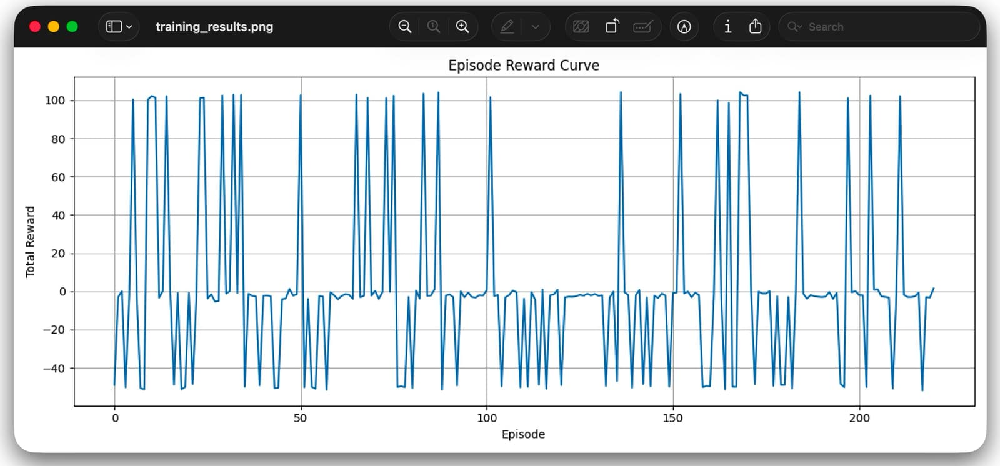 training_results.png
1
Search
Episode Reward Curve
100
80
60
40
20
0
−20
−40
Total Reward
0
50
100
150
200
Episode